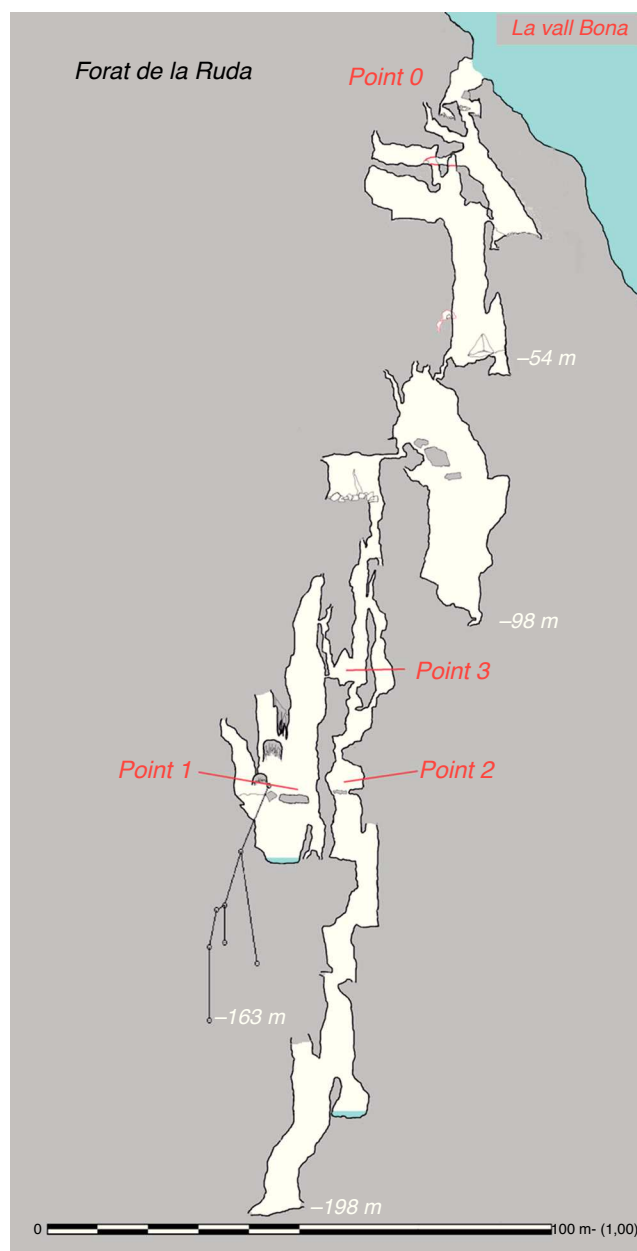 La vall Bona
Forat de la Ruda
Point 0
–54 m
–98 m
Point 3
Point 1
Point 2
–163 m
–198 m
0
100 m- (1,00)